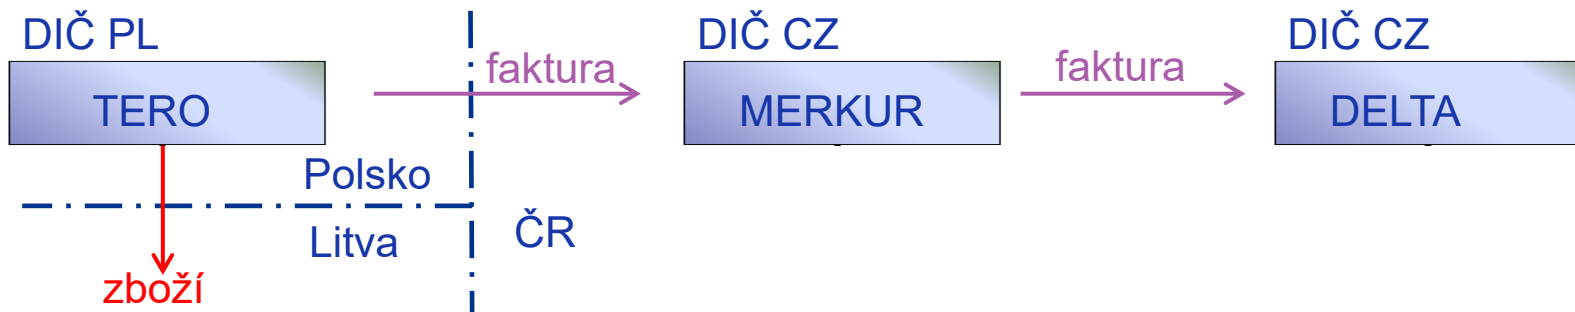 DIČ PL
DIČ CZ
DIČ CZ
faktura
faktura
TERO
MERKUR
DELTA
Polsko
Litva
ČR
zboží